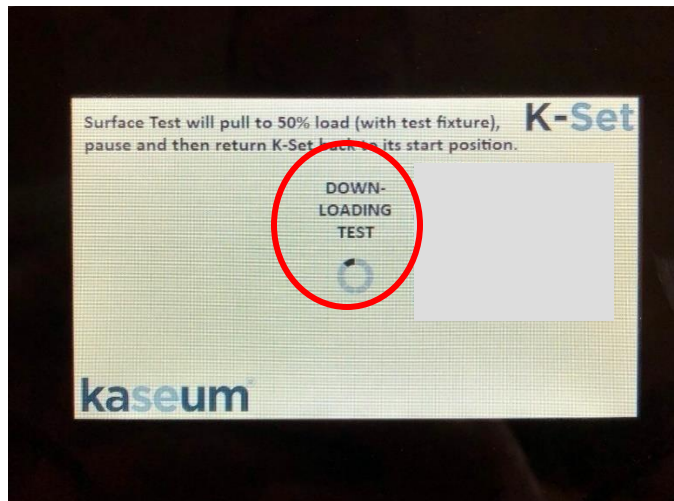 Surface Test will pull to 50% load (with test fixture),
pause and then return K-Set back to its start position.
K-Set
DOWN-
LOADING
TEST
kaseum